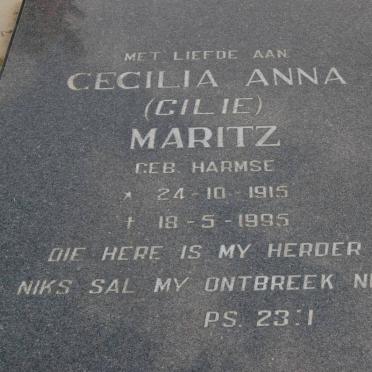 MET LIEFDE AAN
CECILIA ANNA
(CILIE)
MARITZ
GEB. HARMSE
* 24-10-1915
† 18-5-1995
DIE HERE IS MY HERDER
NIKS SAL MY ONTBREEK
PS. 23:1